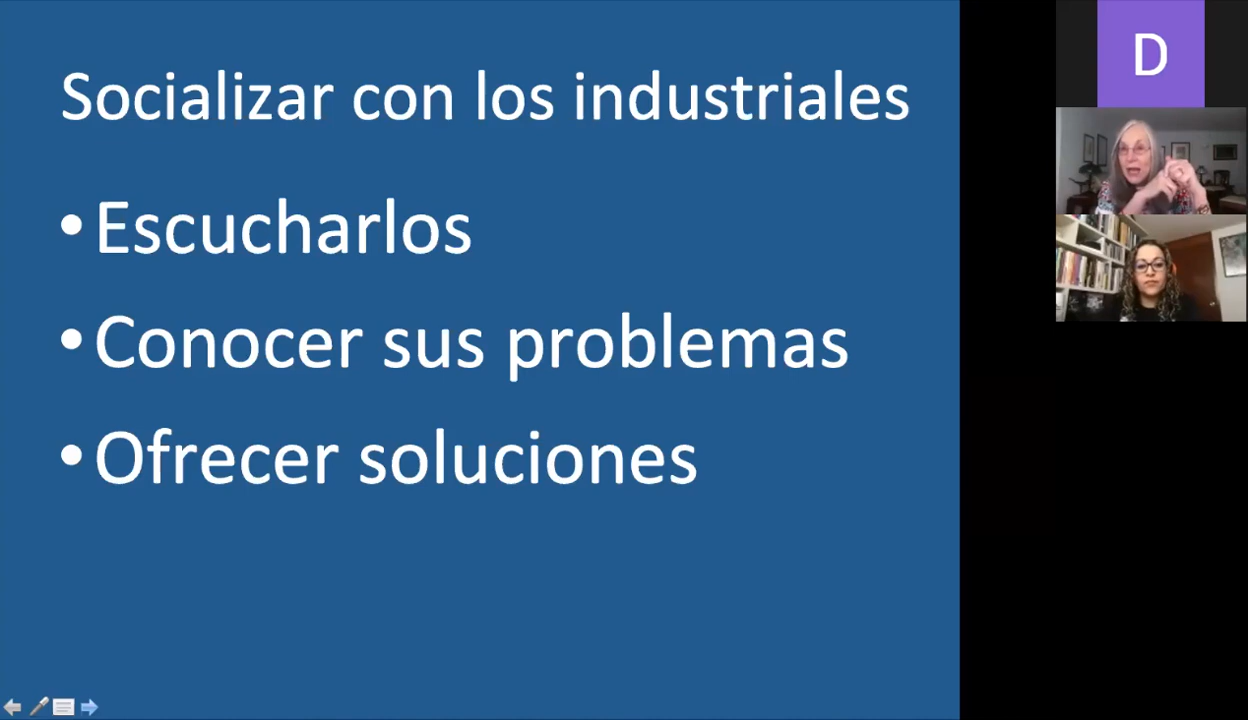 Socializar con los industriales
• Escucharlos
• Conocer sus problemas
• Ofrecer soluciones
D